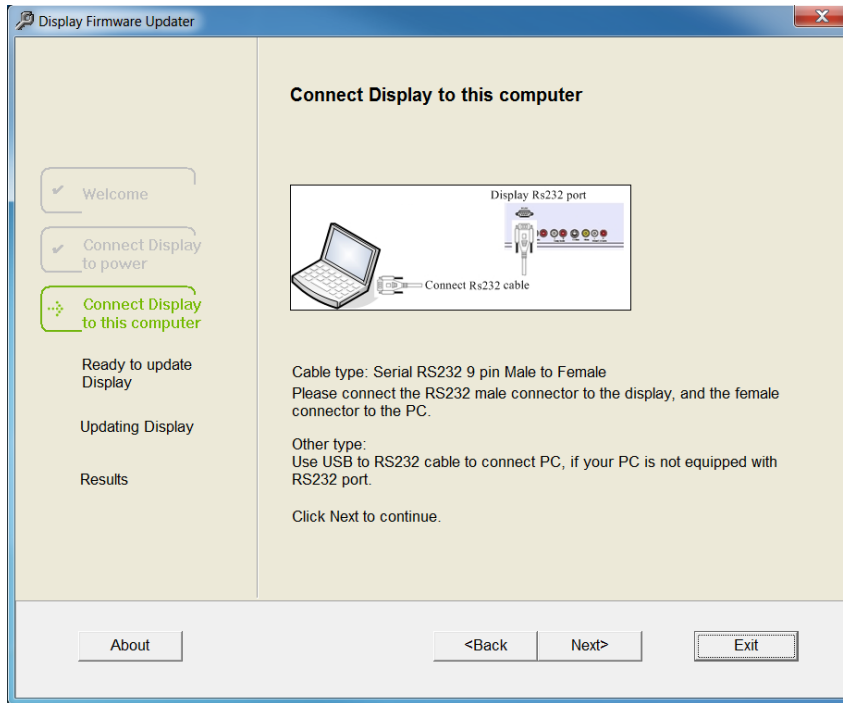 Display Firmware Updater
Connect Display to this computer
Welcome
Connect Display
to power
Connect Display
to this computer
Ready to update
Display
Updating Display
Results
Display Rs232 port
Connect Rs232 cable
Cable type: Serial RS232 9 pin Male to Female
Please connect the RS232 male connector to the display, and the female
connector to the PC.
Other type:
Use USB to RS232 cable to connect PC, if your PC is not equipped with
RS232 port.
Click Next to continue.
About
<Back
Next>
Exit